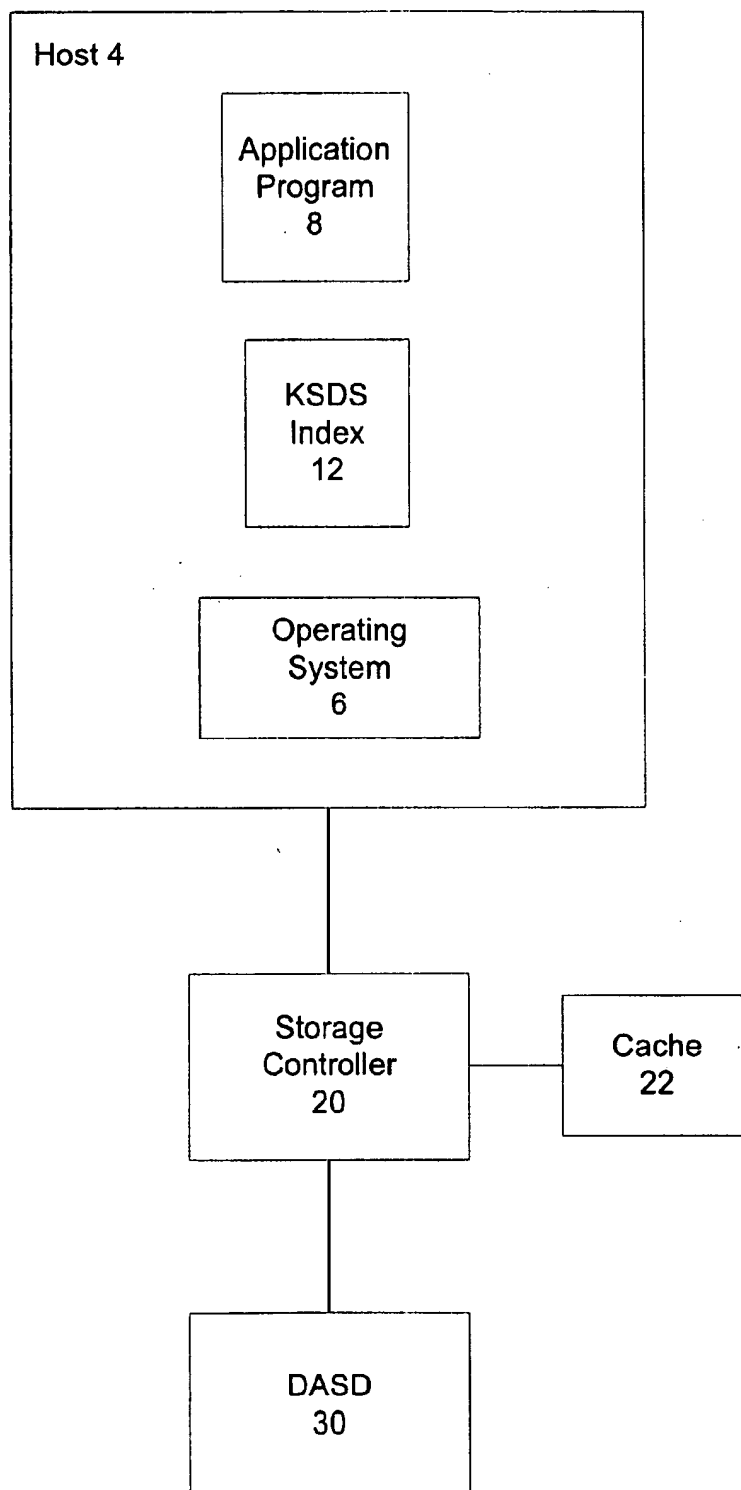 Host 4
Application
Program
8
KSDS
Index
12
Operating
System
6
Storage
Controller
20
Cache
22
DASD
30